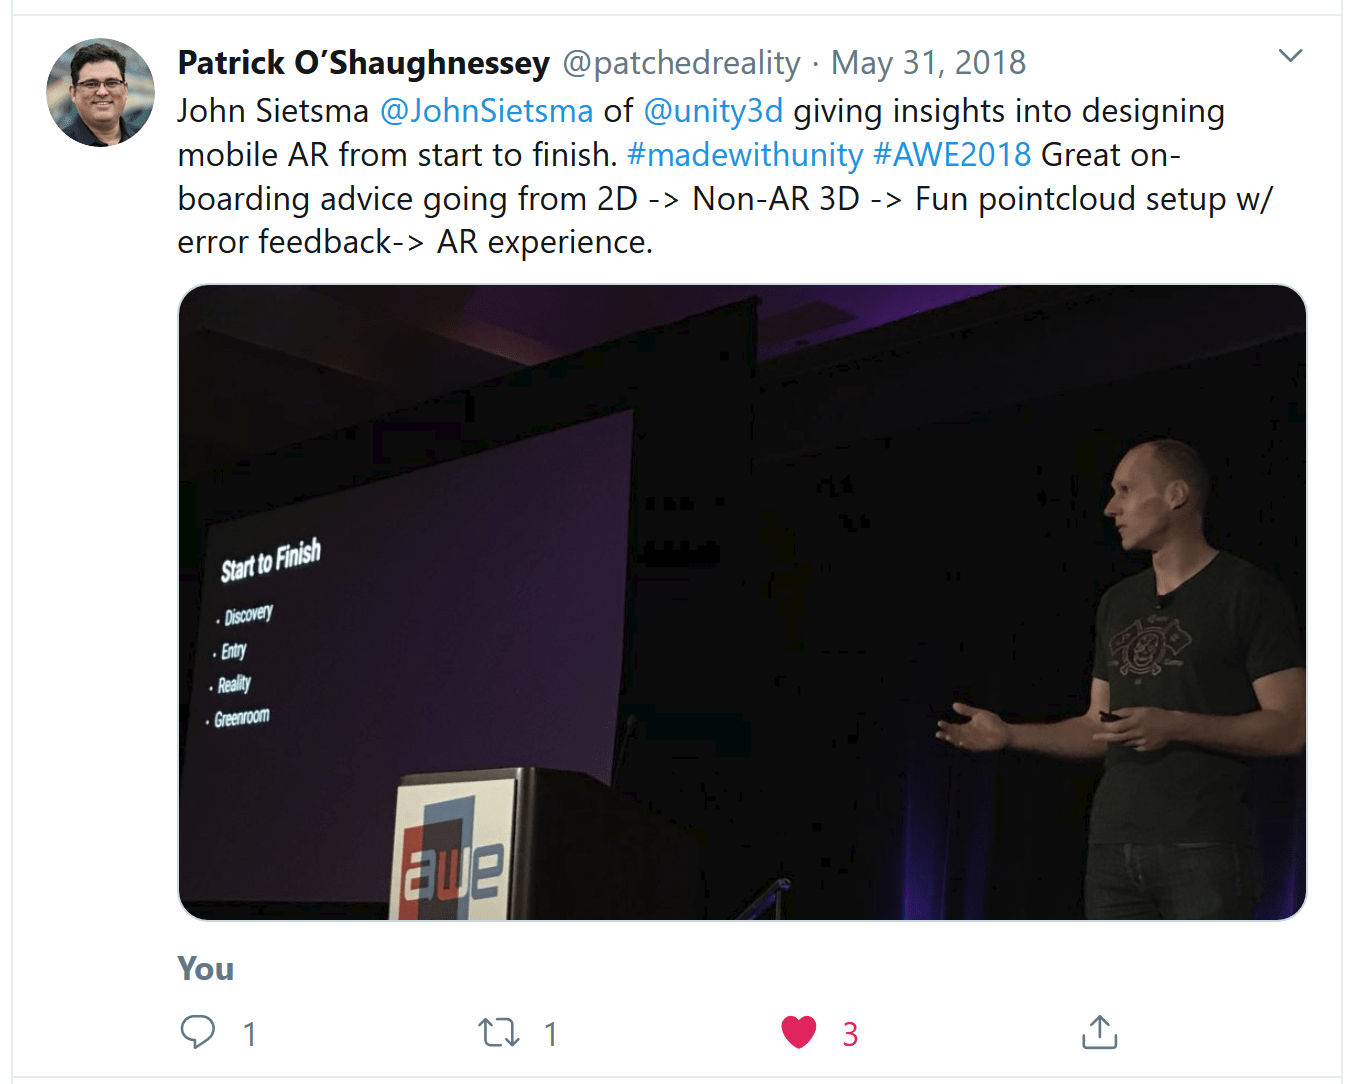 Patrick O’Shaughnessey @patchedreality · May 31, 2018
John Sietsma @JohnSietsma of @unity3d giving insights into designing
mobile AR from start to finish. #madewithunity #AWE2018 Great on-
boarding advice going from 2D -> Non-AR 3D -> Fun pointcloud setup w/
error feedback-> AR experience.
Start to Finish
• Discovery
• Entry
• Reality
• Greenroom
awe
You
1
1
3